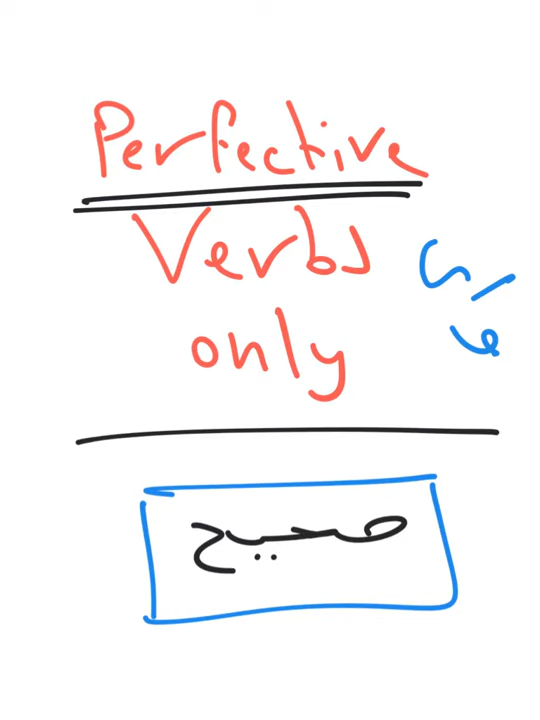 Perfective
Verbs
only
صحيح